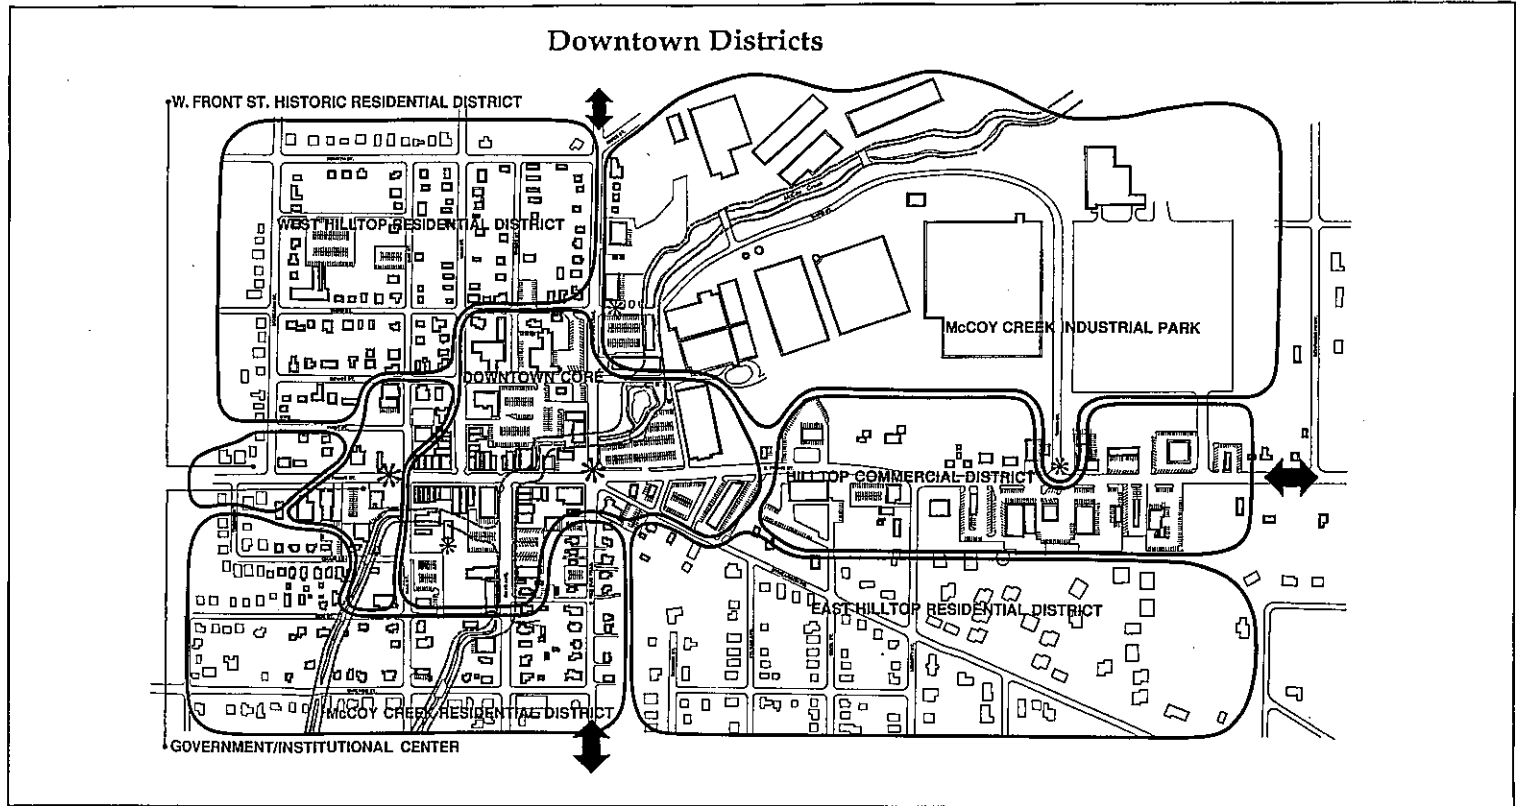 Downtown Districts
W. FRONT ST. HISTORIC RESIDENTIAL DISTRICT
WEST HILLTOP RESIDENTIAL DISTRICT
McCOY CREEK INDUSTRIAL PARK
DOWNTOWN CORE
HILLTOP COMMERCIAL DISTRICT
EAST HILLTOP RESIDENTIAL DISTRICT
McCOY CREEK RESIDENTIAL DISTRICT
GOVERNMENT/INSTITUTIONAL CENTER